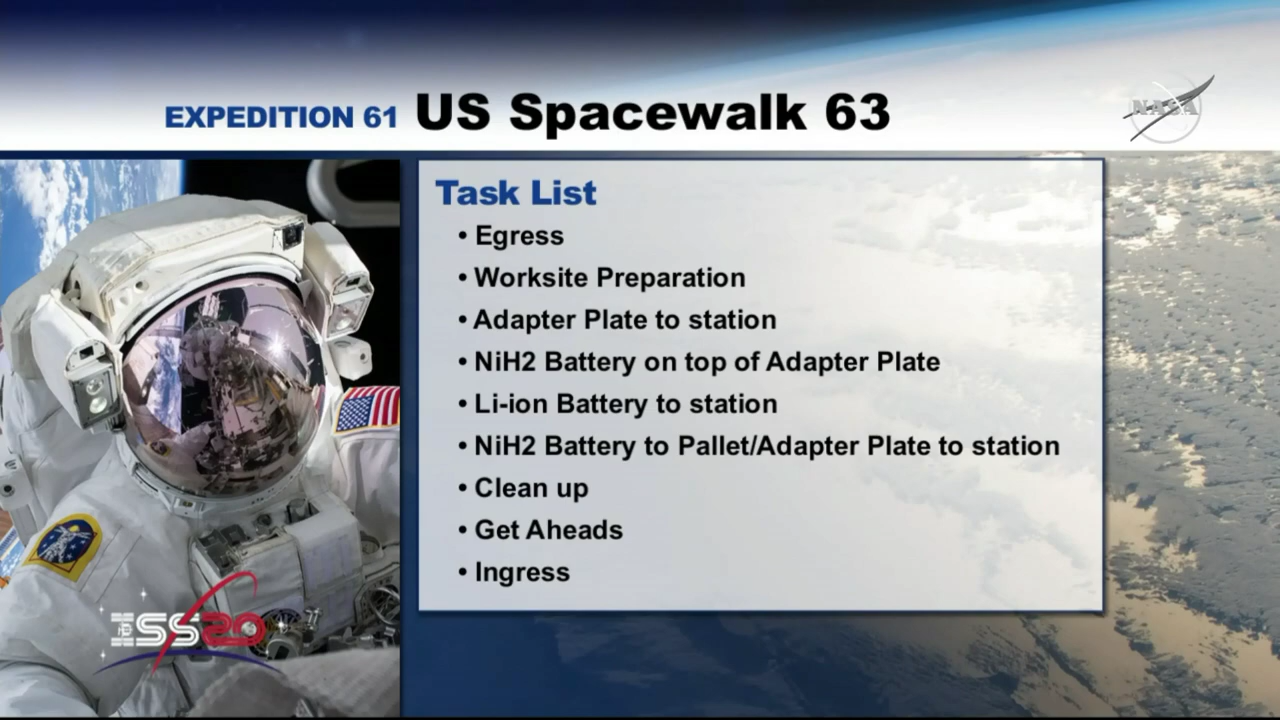 EXPEDITION 61 US Spacewalk 63
NASA
Task List
• Egress
• Worksite Preparation
• Adapter Plate to station
• NiH2 Battery on top of Adapter Plate
• Li-ion Battery to station
• NiH2 Battery to Pallet/Adapter Plate to station
• Clean up
• Get Aheads
• Ingress
ISS20